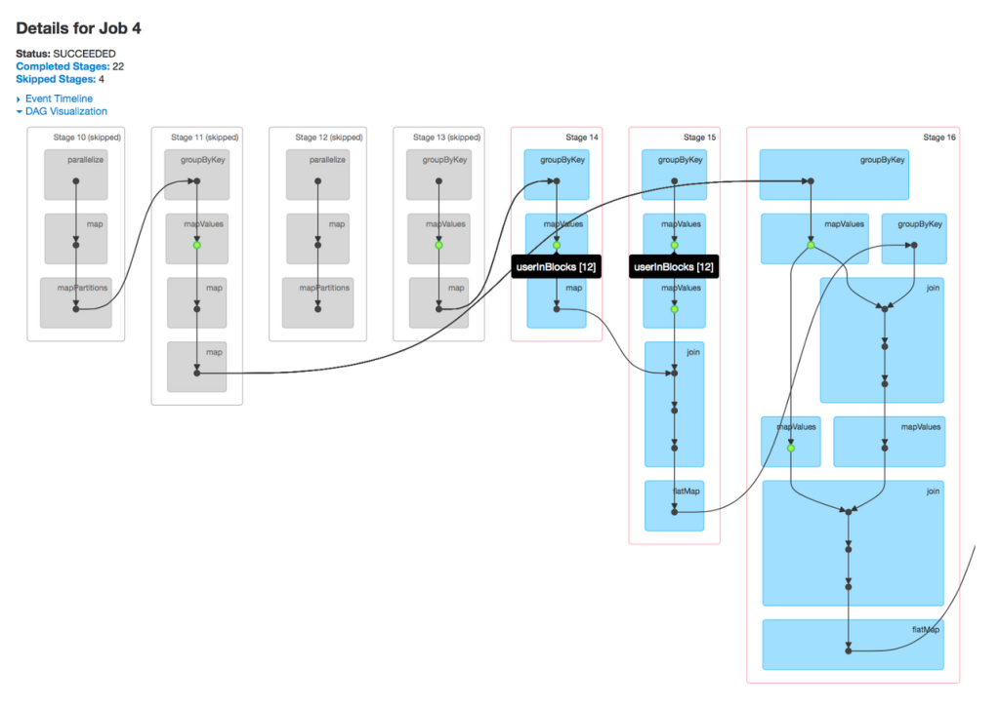 Details for Job 4
Status: SUCCEEDED
Completed Stages: 22
Skipped Stages: 4
Event Timeline
DAG Visualization
Stage 10 (skipped)
parallelize
map
mapPartitions
Stage 11 (skipped)
groupByKey
mapValues
map
map
Stage 12 (skipped)
parallelize
map
mapPartitions
Stage 13 (skipped)
groupByKey
mapValues
map
Stage 14
groupByKey
mapValues
userInBlocks [12]
map
Stage 15
groupByKey
mapValues
userInBlocks [12]
mapValues
join
flatMap
Stage 16
groupByKey
mapValues
groupByKey
join
mapValues
mapValues
join
flatMap